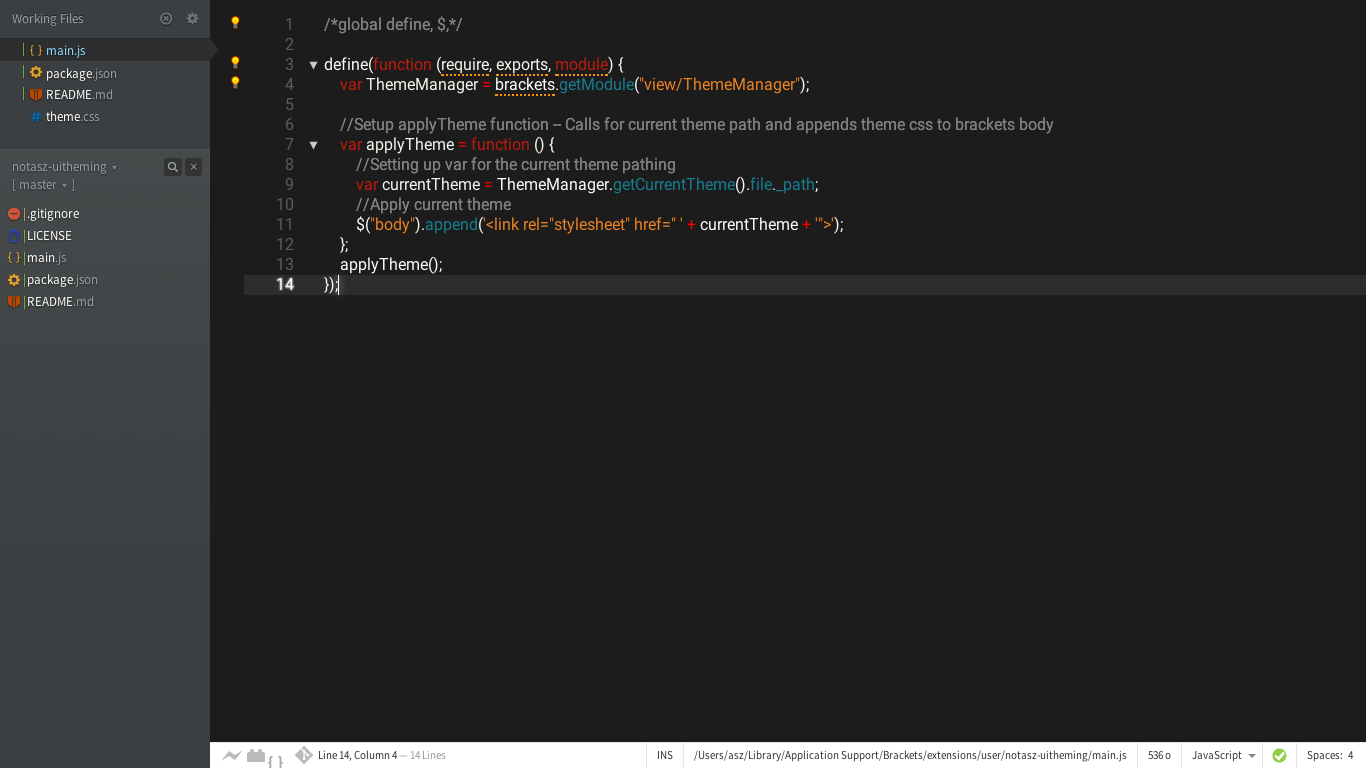 Working Files
{ } main.js
package.json
README.md
# theme.css
notasz-uitheming
[ master ]
.gitignore
LICENSE
{ } main.js
package.json
README.md
1 /*global define, $,*/
2
3 ▼ define(function (require, exports, module) {
4 var ThemeManager = brackets.getModule("view/ThemeManager");
5
6 //Setup applyTheme function – Calls for current theme path and appends theme css to brackets body
7 ▼ var applyTheme = function () {
8 //Setting up var for the current theme pathing
9 var currentTheme = ThemeManager.getCurrentTheme().file._path;
10 //Apply current theme
11 $("body").append('<link rel="stylesheet" href=" ' + currentTheme + '">');
12 };
13 applyTheme();
14 });
{ } Line 14, Column 4 — 14 Lines INS /Users/asz/Library/Application Support/Brackets/extensions/user/notasz-uitheming/main.js 536 o JavaScript Spaces: 4